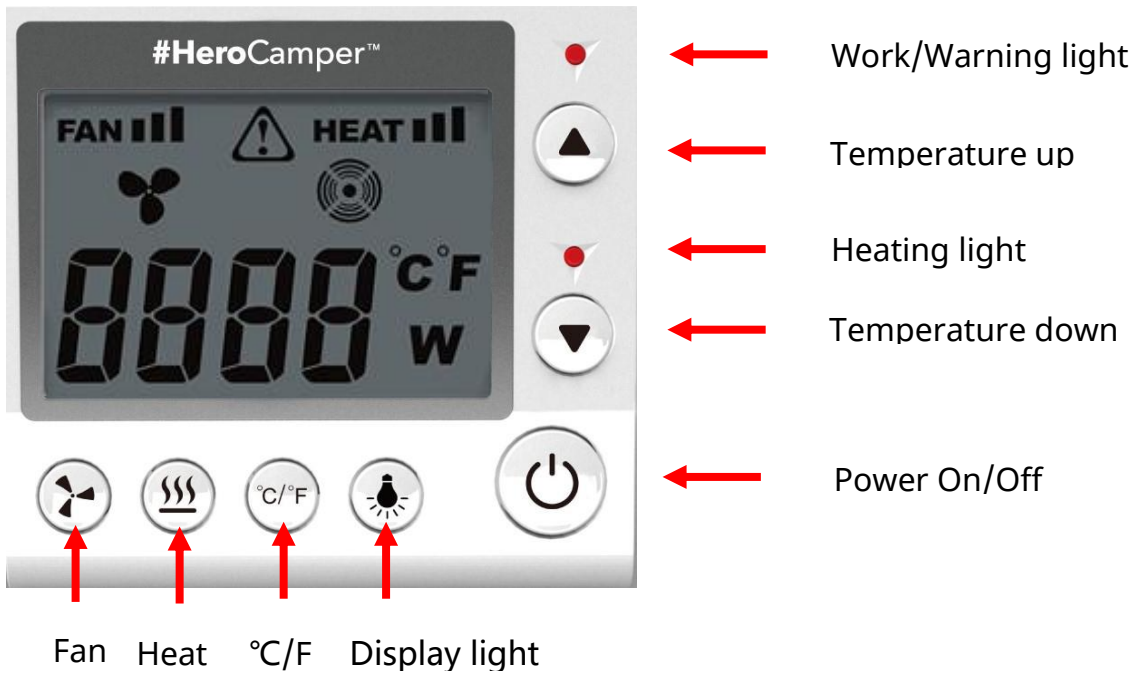 #HeroCamper™
Work/Warning light
FAN
HEAT
Temperature up
8888 °C °F
Heating light
W
Temperature down
°C/°F
Power On/Off
Fan
Heat
℃/F
Display light